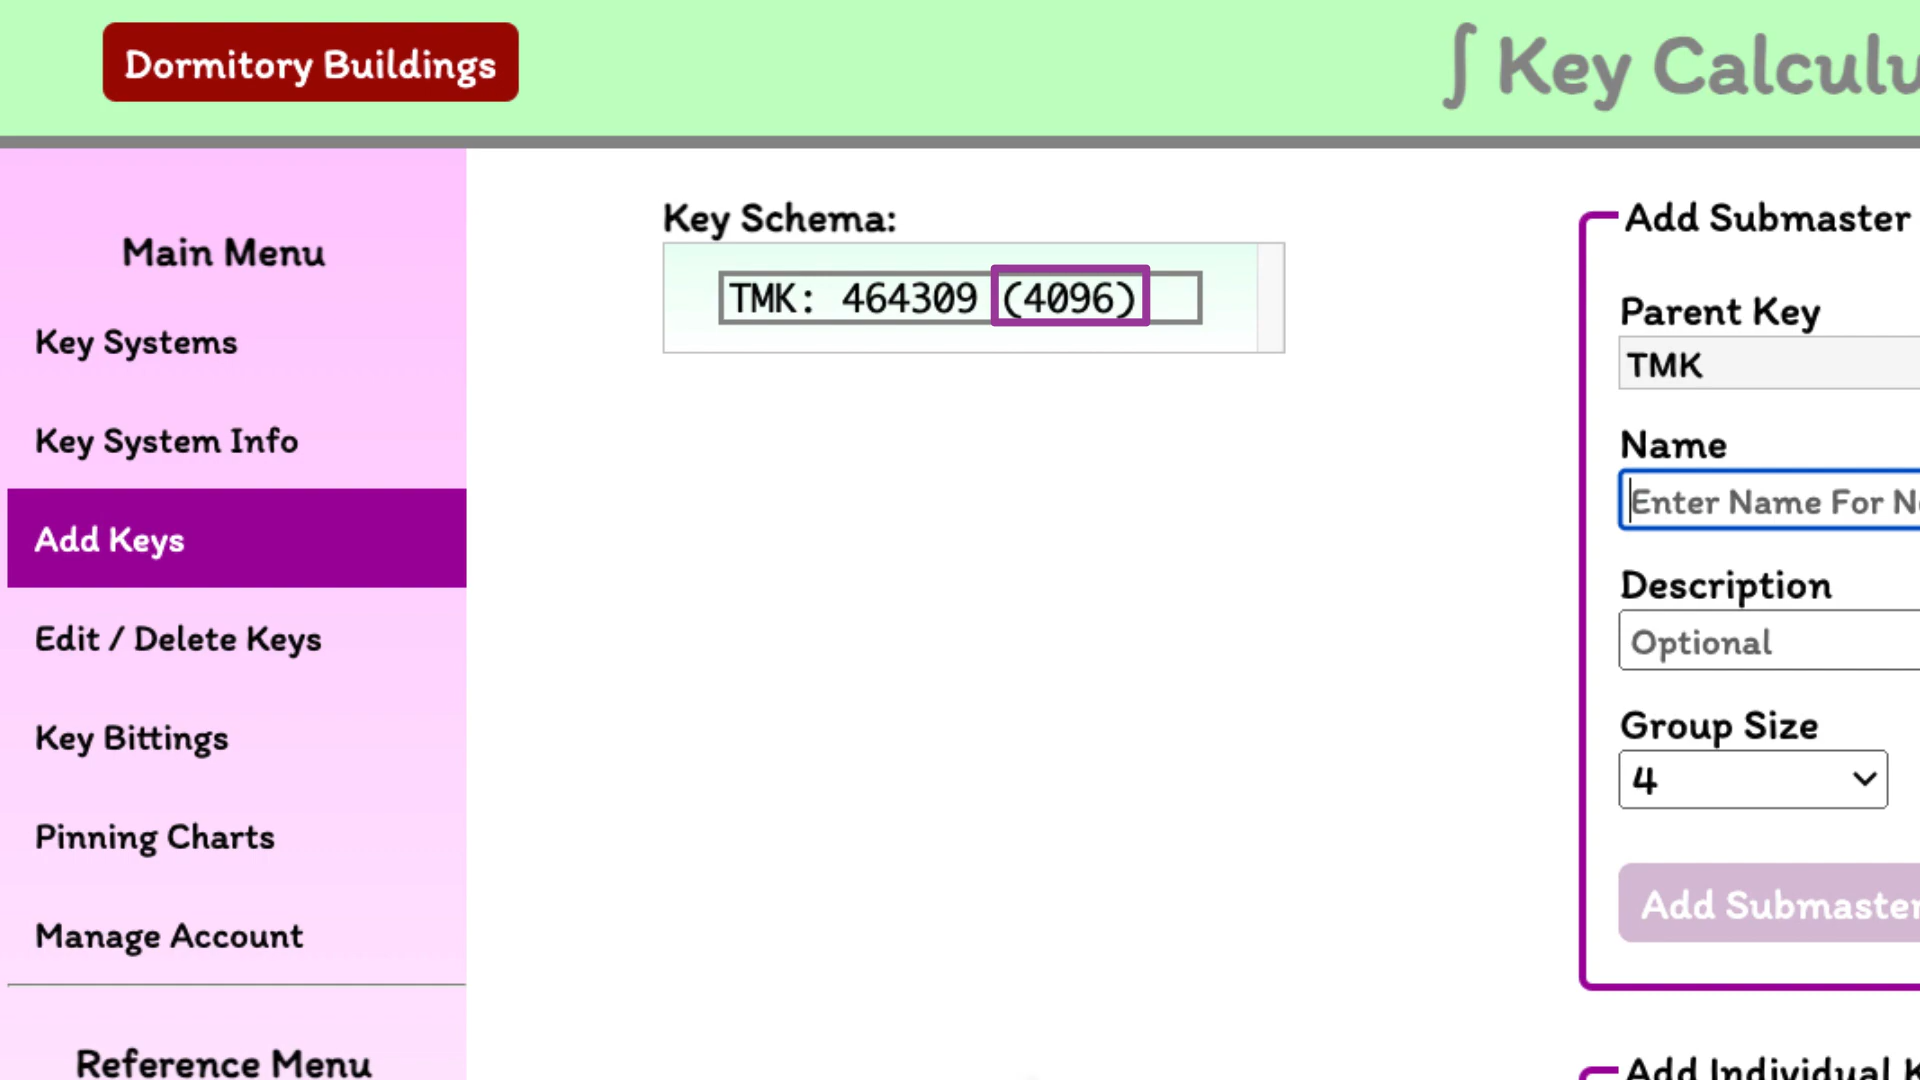 Dormitory Buildings
∫ Key Calculu
Main Menu
Key Systems
Key System Info
Add Keys
Edit / Delete Keys
Key Bittings
Pinning Charts
Manage Account
Reference Menu
Key Schema:
TMK: 464309 (4096)
Add Submaster
Parent Key
TMK
Name
Enter Name For N
Description
Optional
Group Size
4
Add Submaster
Add Individual K